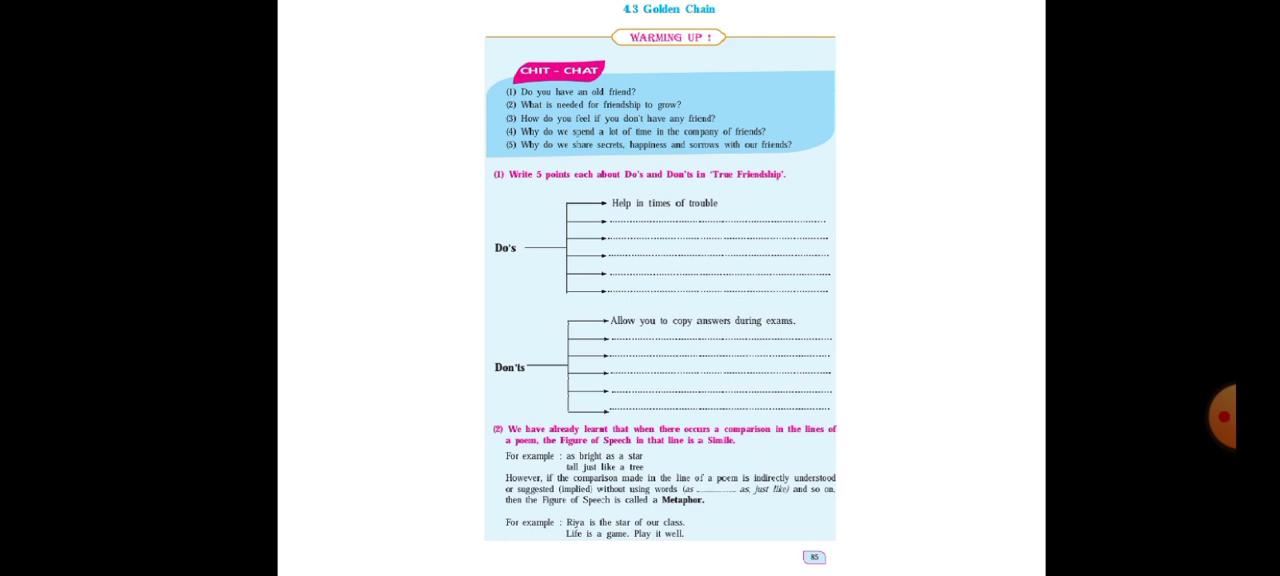 4.3 Golden Chain
WARMING UP !
CHIT - CHAT
(1) Do you have an old friend?
(2) What is needed for friendship to grow?
(3) How do you feel if you don't have any friend?
(4) Why do we spend a lot of time in the company of friends?
(5) Why do we share secrets, happiness and sorrows with our friends?
(1) Write 5 points each about Do's and Don'ts in 'True Friendship'.
Help in times of trouble
Do's
Allow you to copy answers during exams.
Don'ts
(2) We have already learnt that when there occurs a comparison in the lines of
a poem, the Figure of Speech in that line is a Simile.
For example : as bright as a star
tall just like a tree
However, if the comparison made in the line of a poem is indirectly understood
or suggested (implied) without using words (as ............... as, just like) and so on,
then the Figure of Speech is called a Metaphor.
For example : Riya is the star of our class.
Life is a game. Play it well.
85